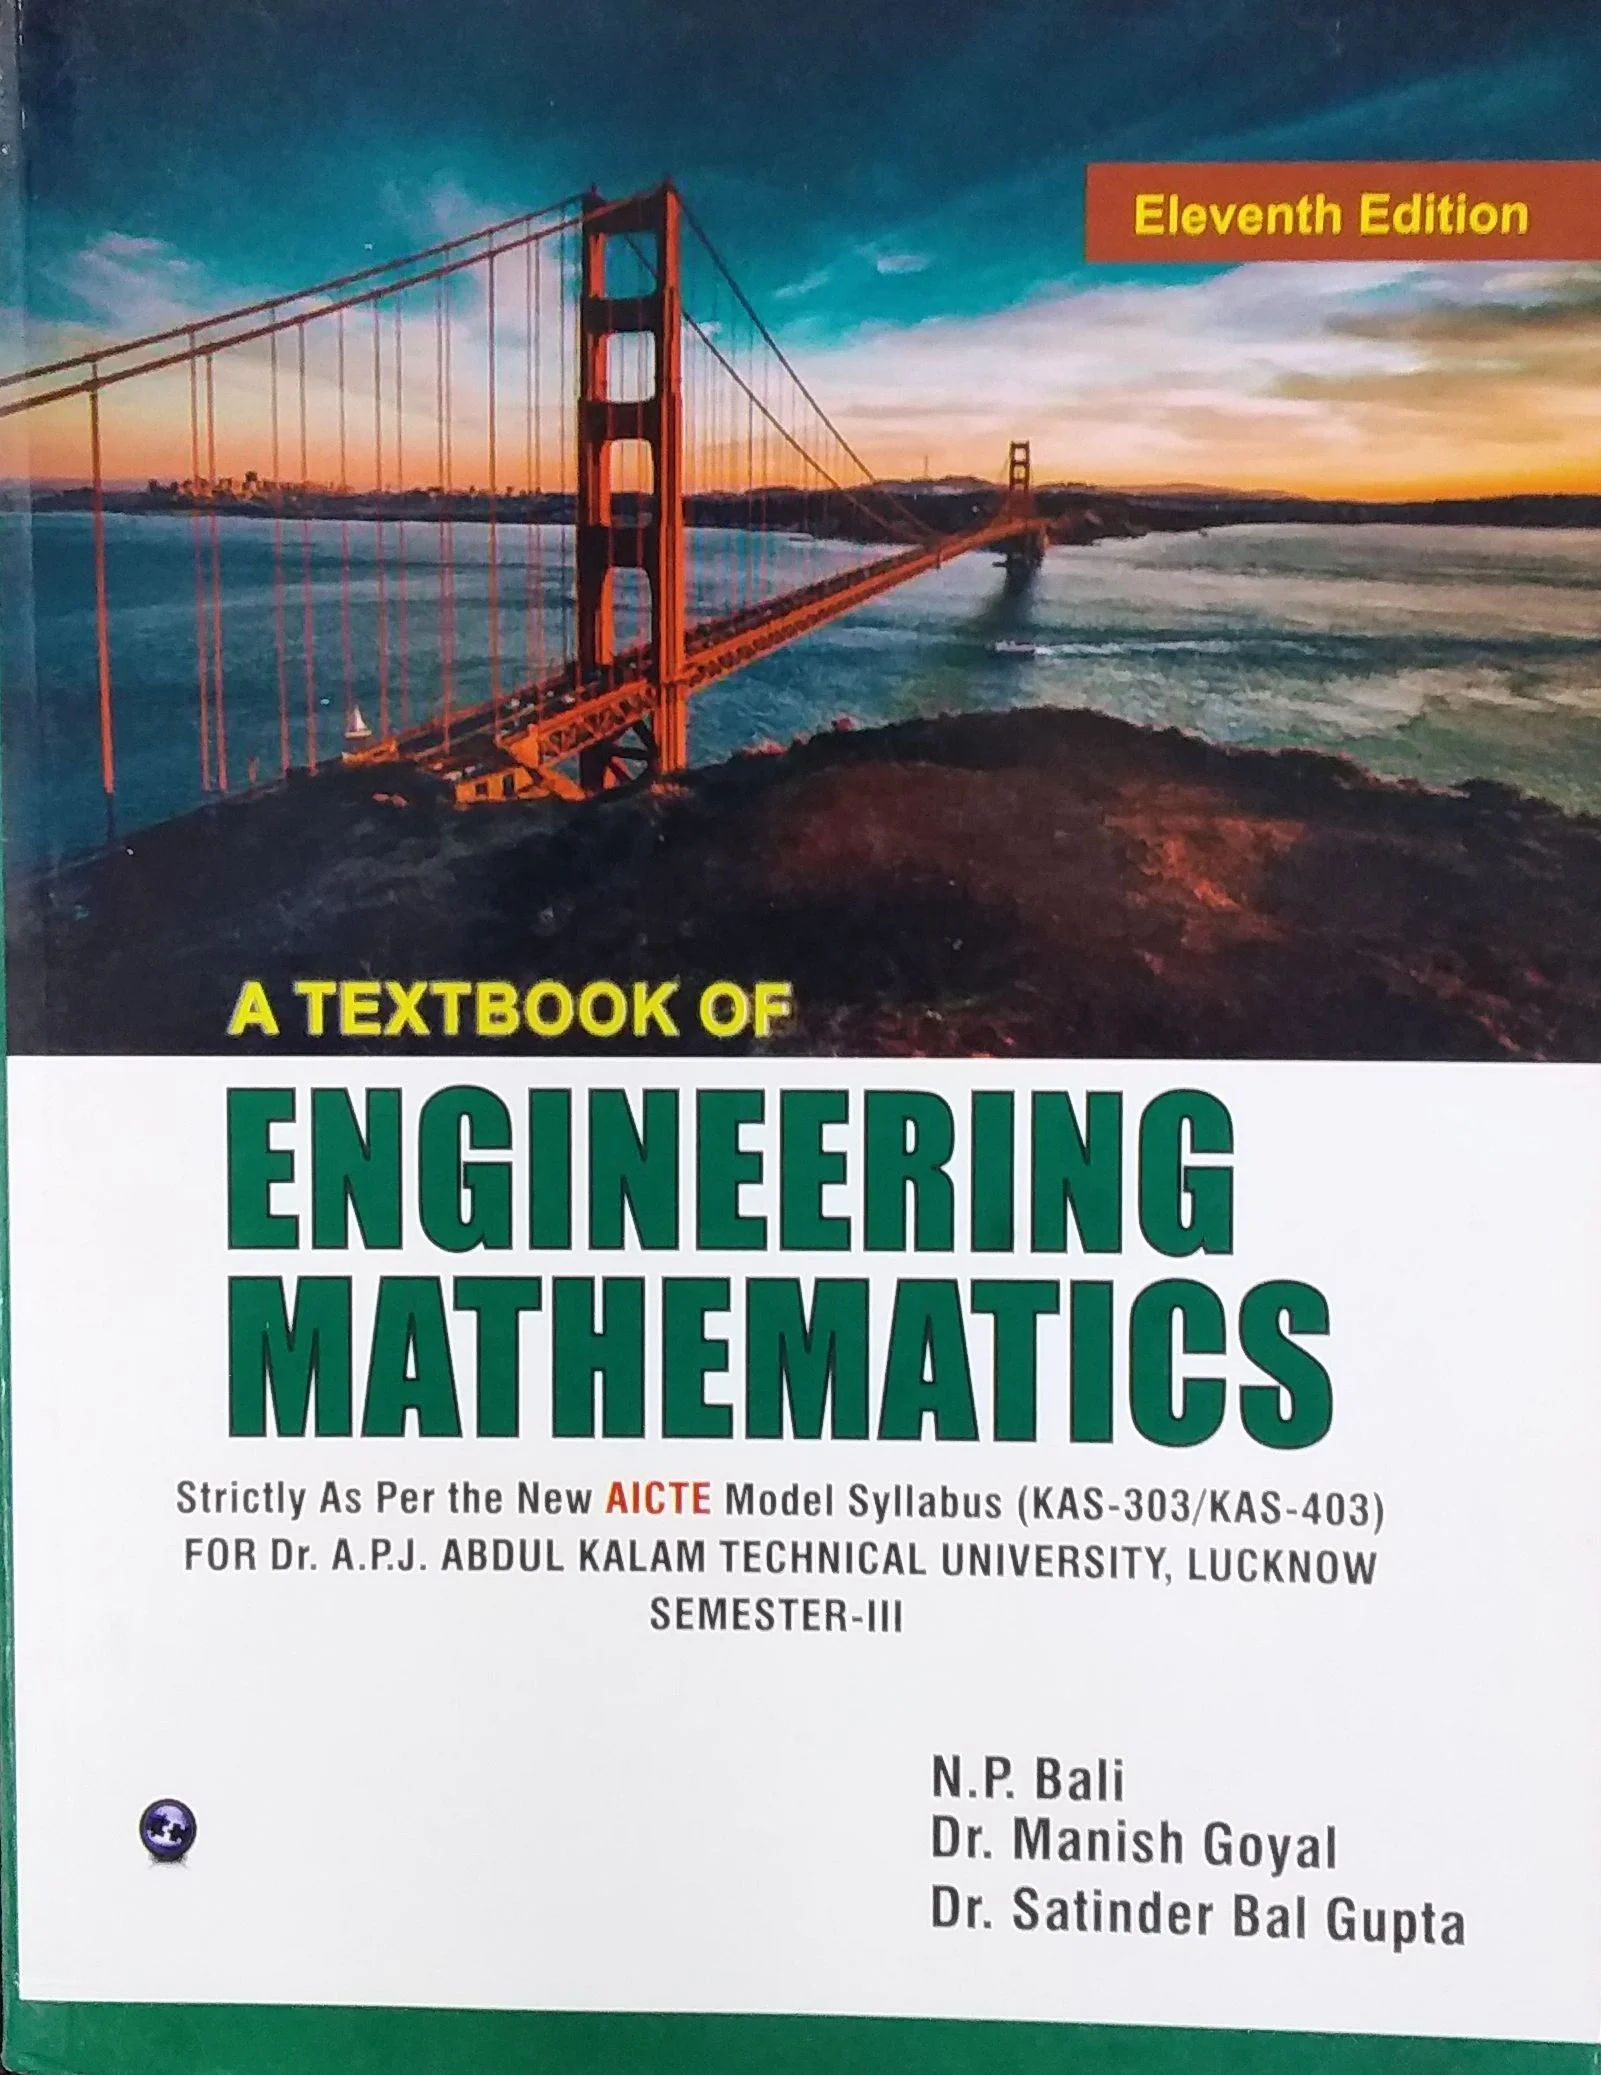 Eleventh Edition
A TEXTBOOK OF
ENGINEERING
MATHEMATICS
Strictly As Per the New AICTE Model Syllabus (KAS-303/KAS-403)
FOR Dr. A.P.J. ABDUL KALAM TECHNICAL UNIVERSITY, LUCKNOW
SEMESTER-III
N.P. Bali
Dr. Manish Goyal
Dr. Satinder Bal Gupta